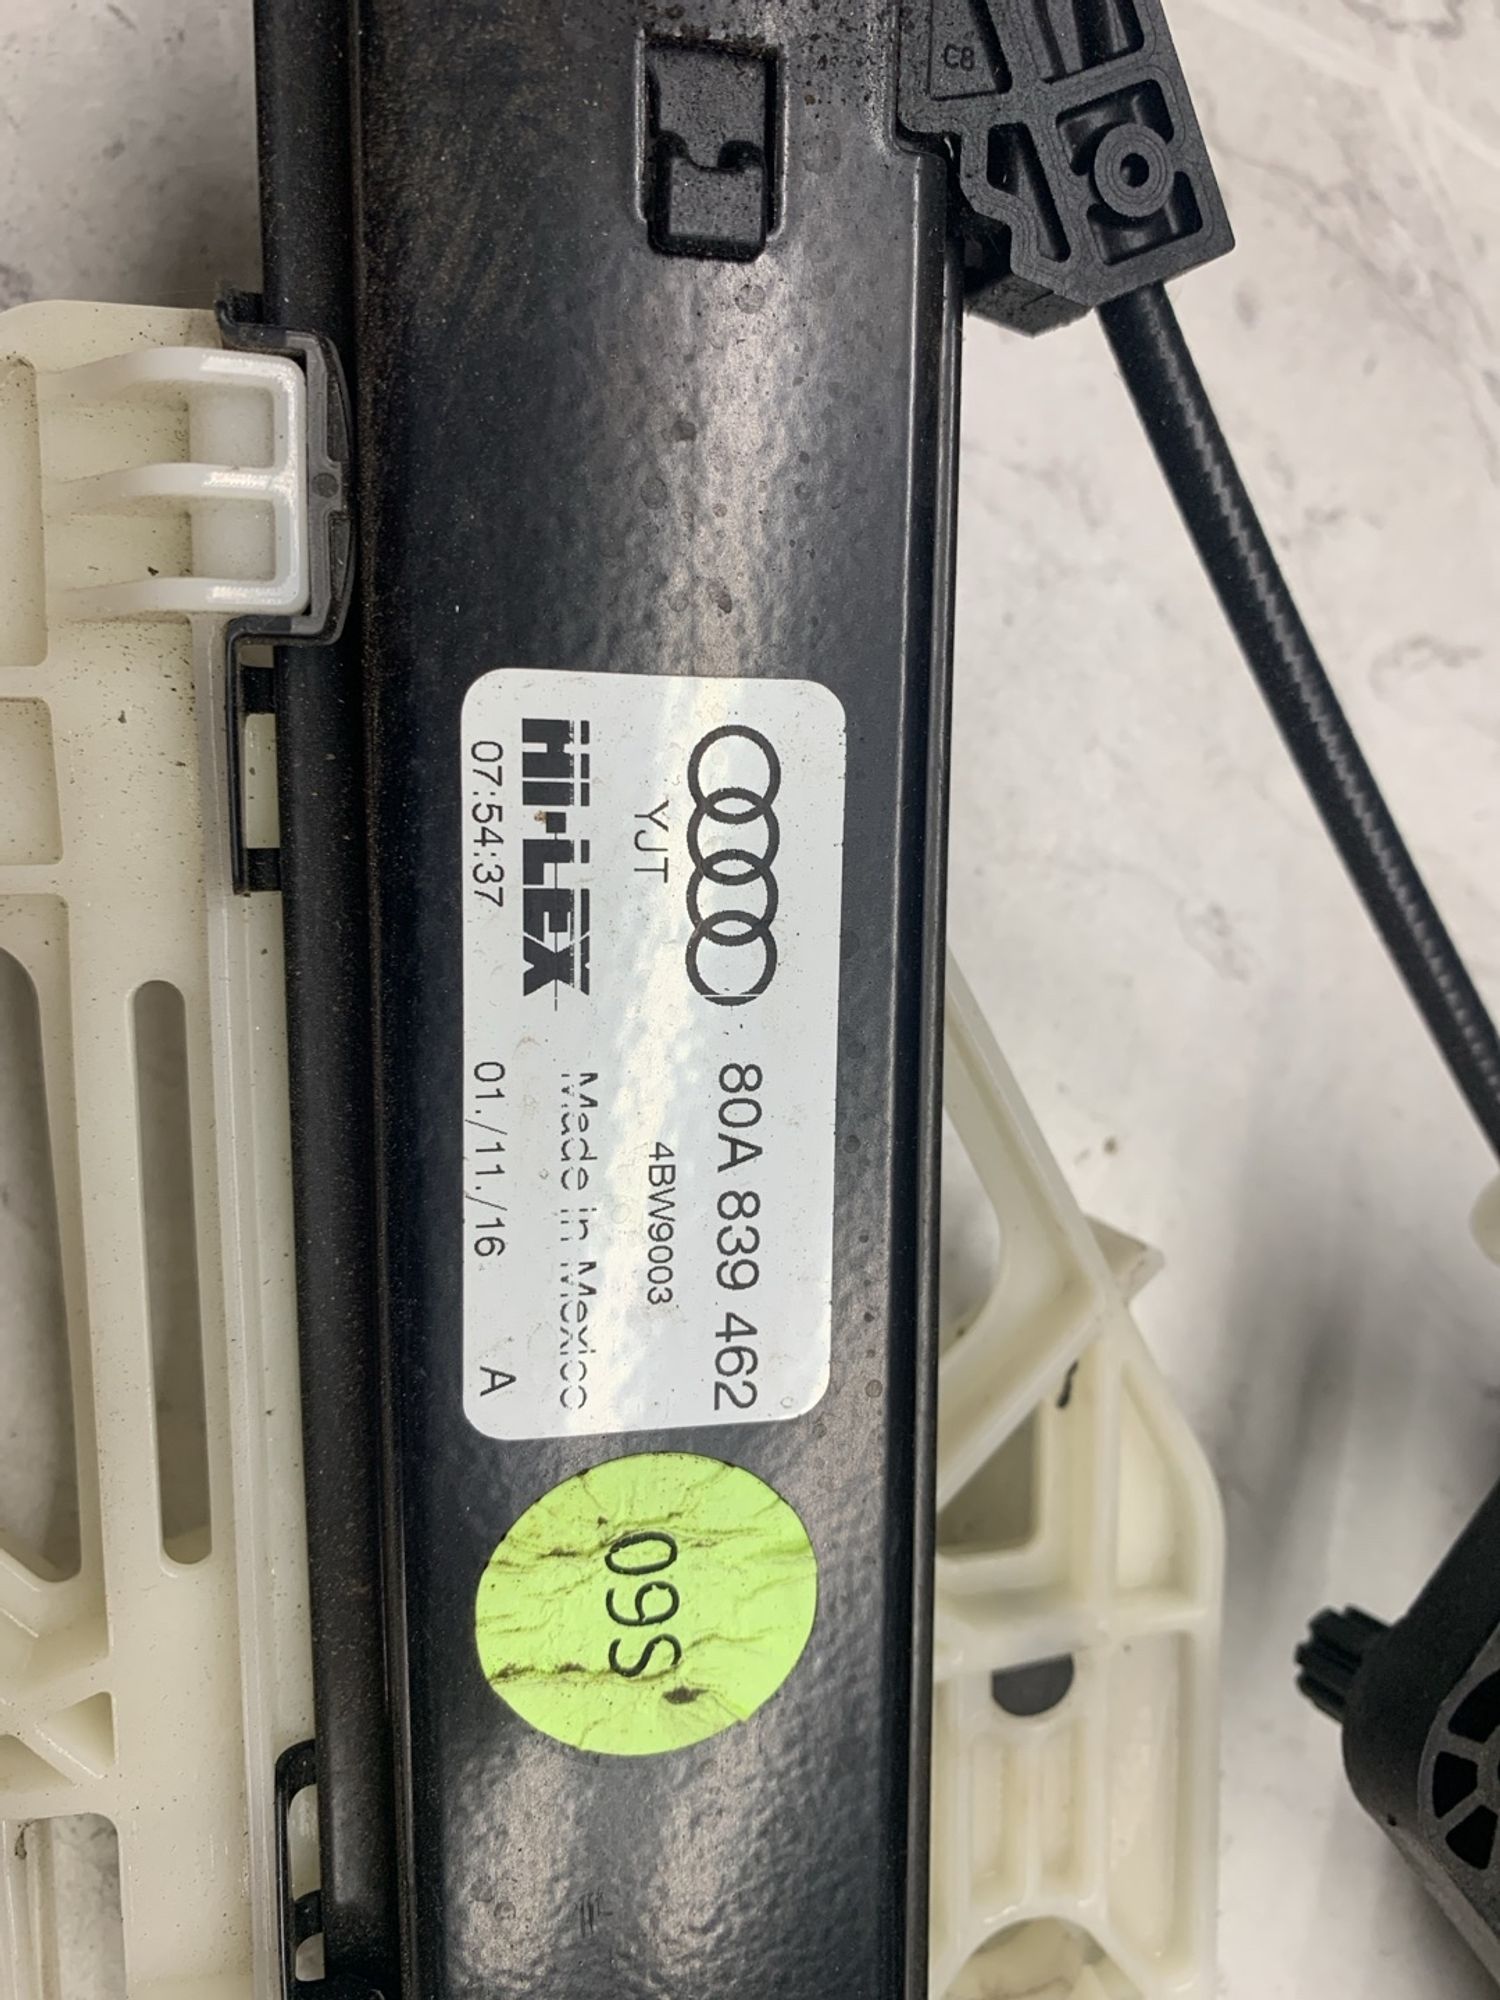 C8
80A 839 462
YJT 4BW9003
HI-LEX Made in Mexico
07:54:37 01./11./16 A
09S